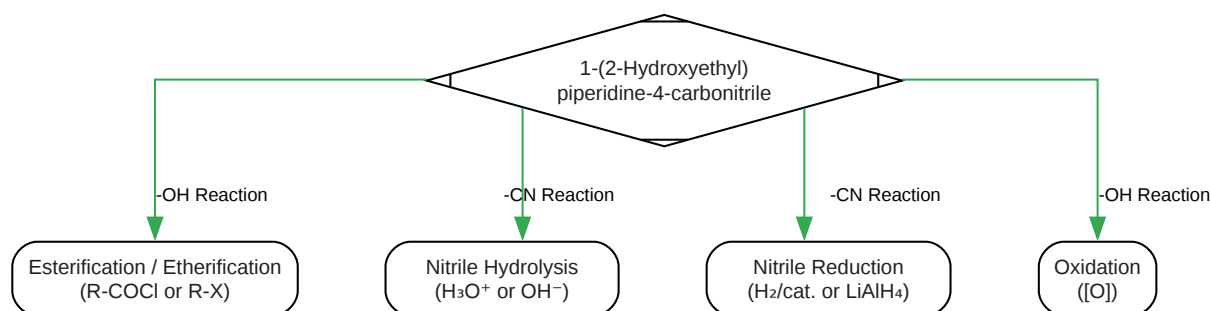 1-(2-Hydroxyethyl)
piperidine-4-carbonitrile
-OH Reaction
-CN Reaction
-CN Reaction
-OH Reaction
Esterification / Etherification
(R-COCl or R-X)
Nitrile Hydrolysis
(H₃O⁺ or OH⁻)
Nitrile Reduction
(H₂/cat. or LiAlH₄)
Oxidation
([O])